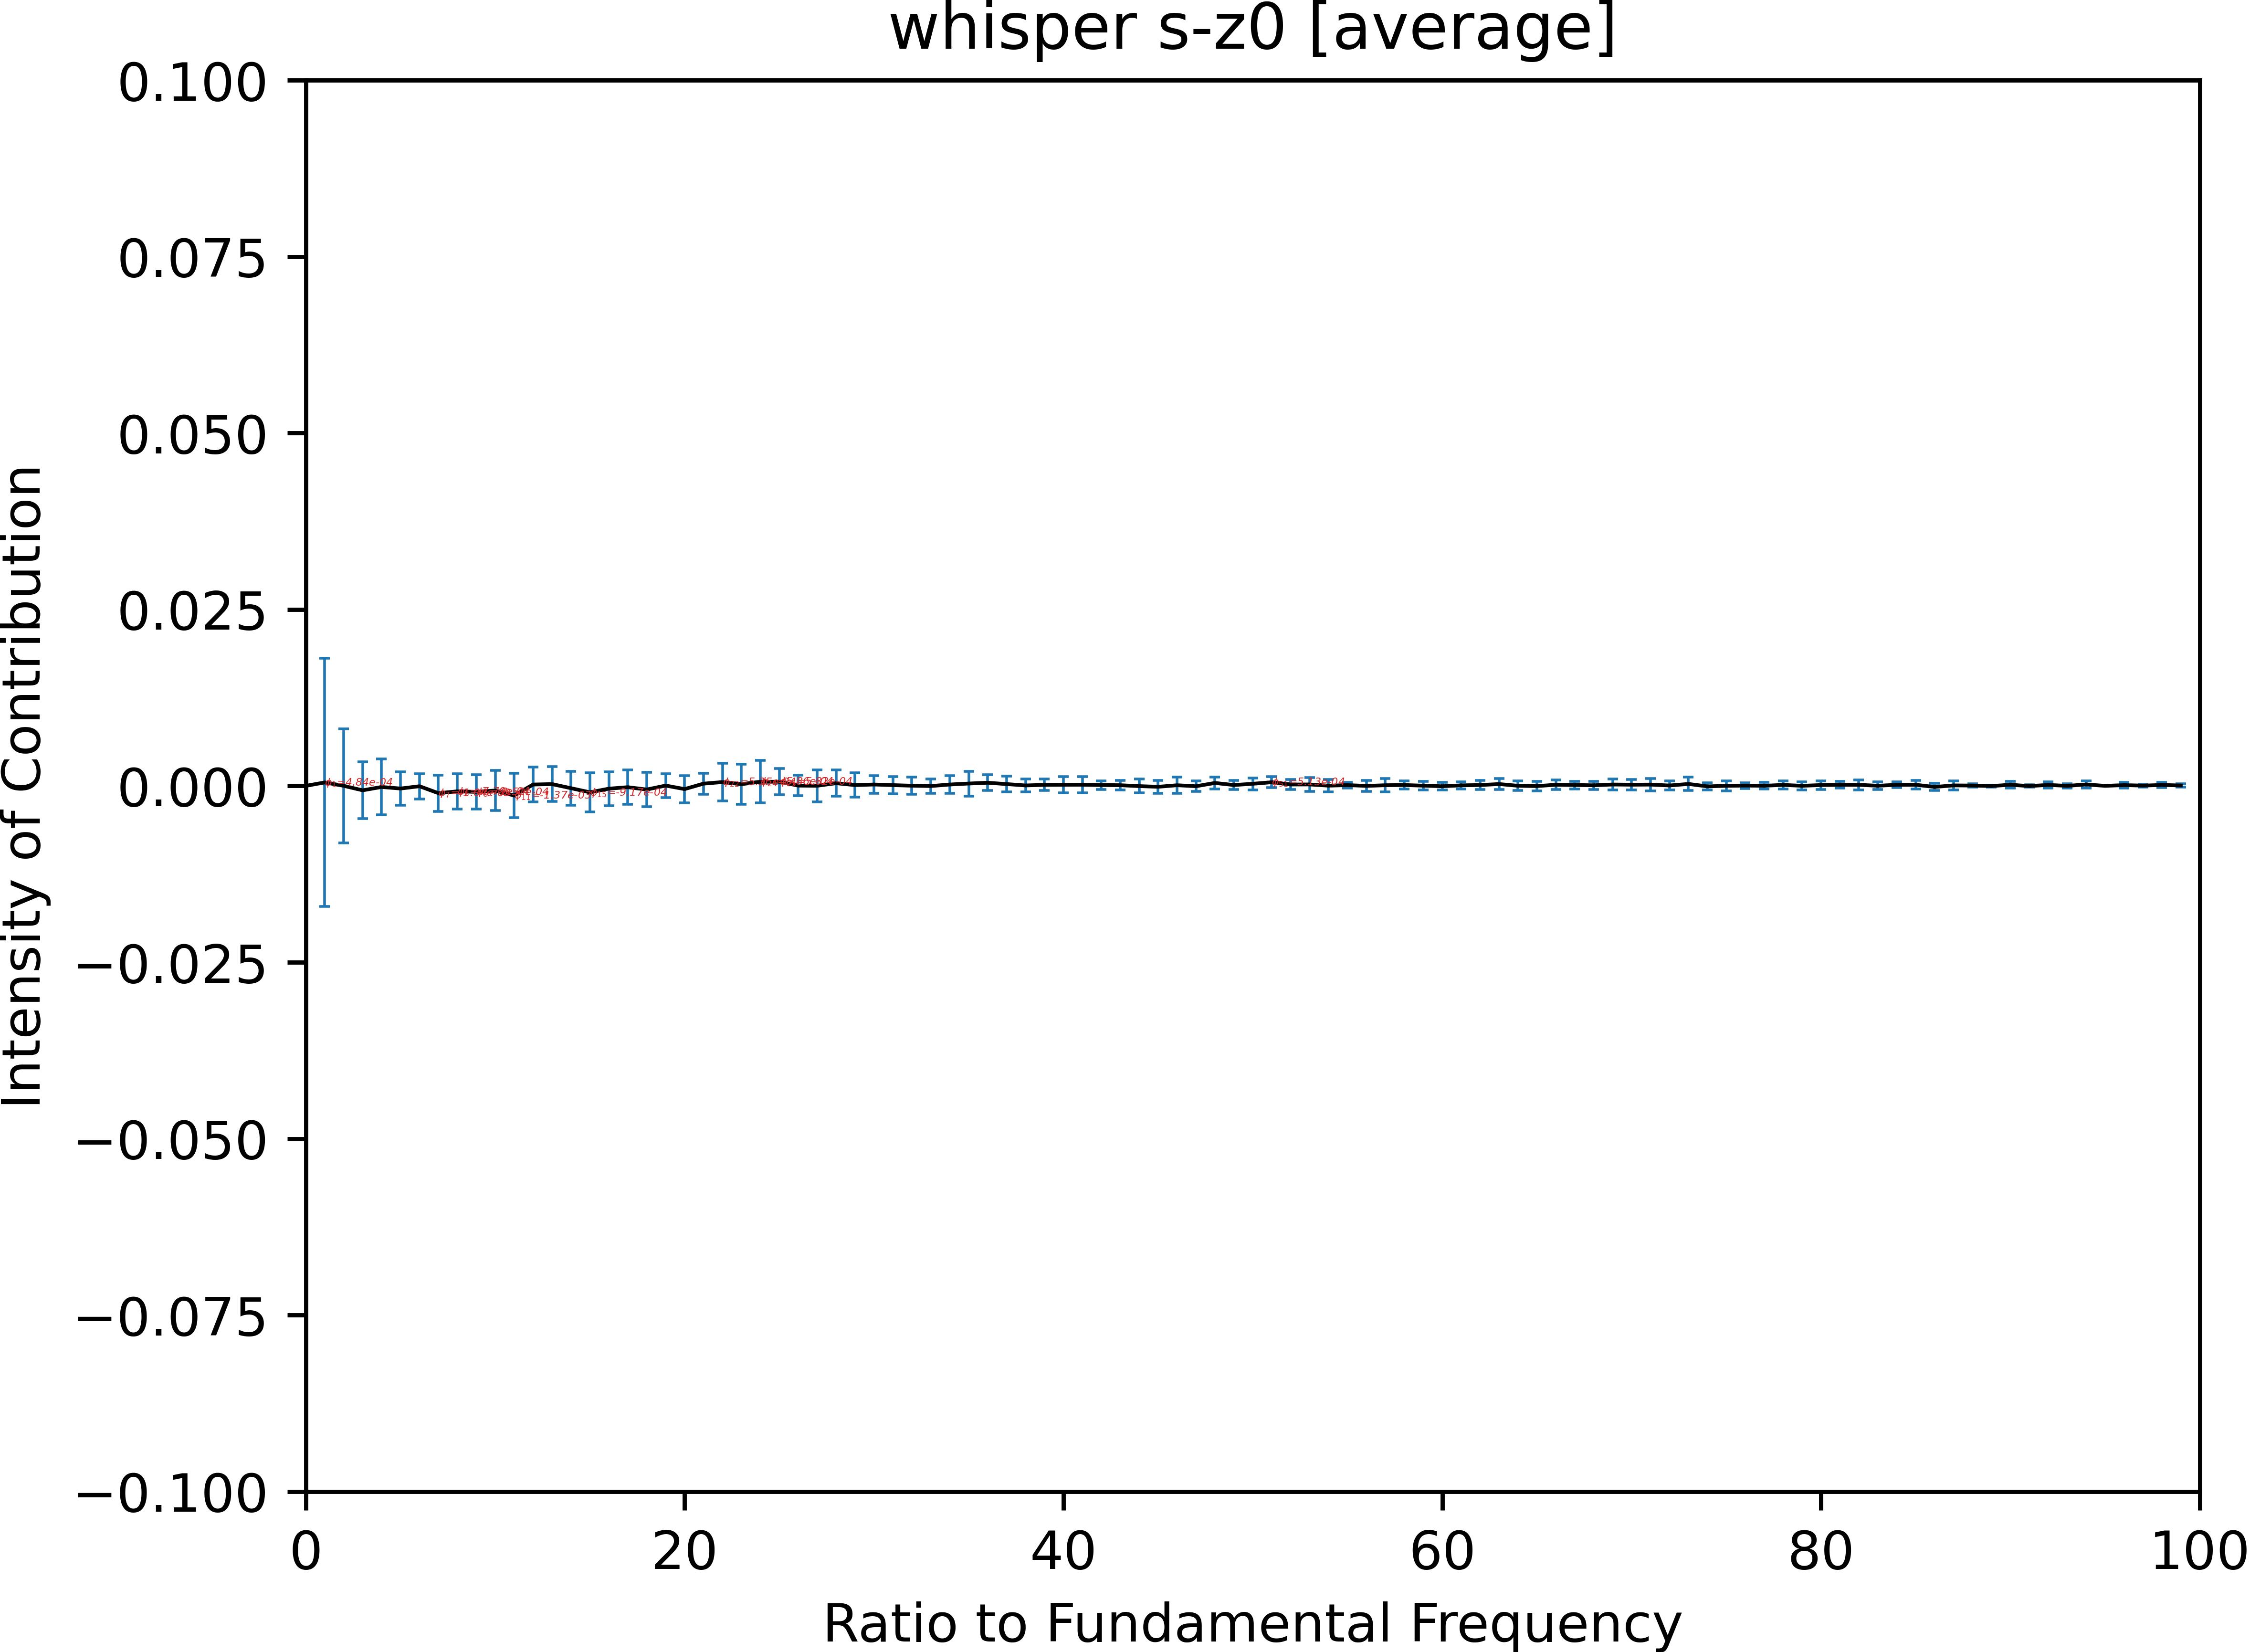 whisper s-z0 [average]
0.100
0.075
0.050
0.025
0.000
−0.025
−0.050
−0.075
−0.100
Intensity of Contribution
0 20 40 60 80 100
Ratio to Fundamental Frequency